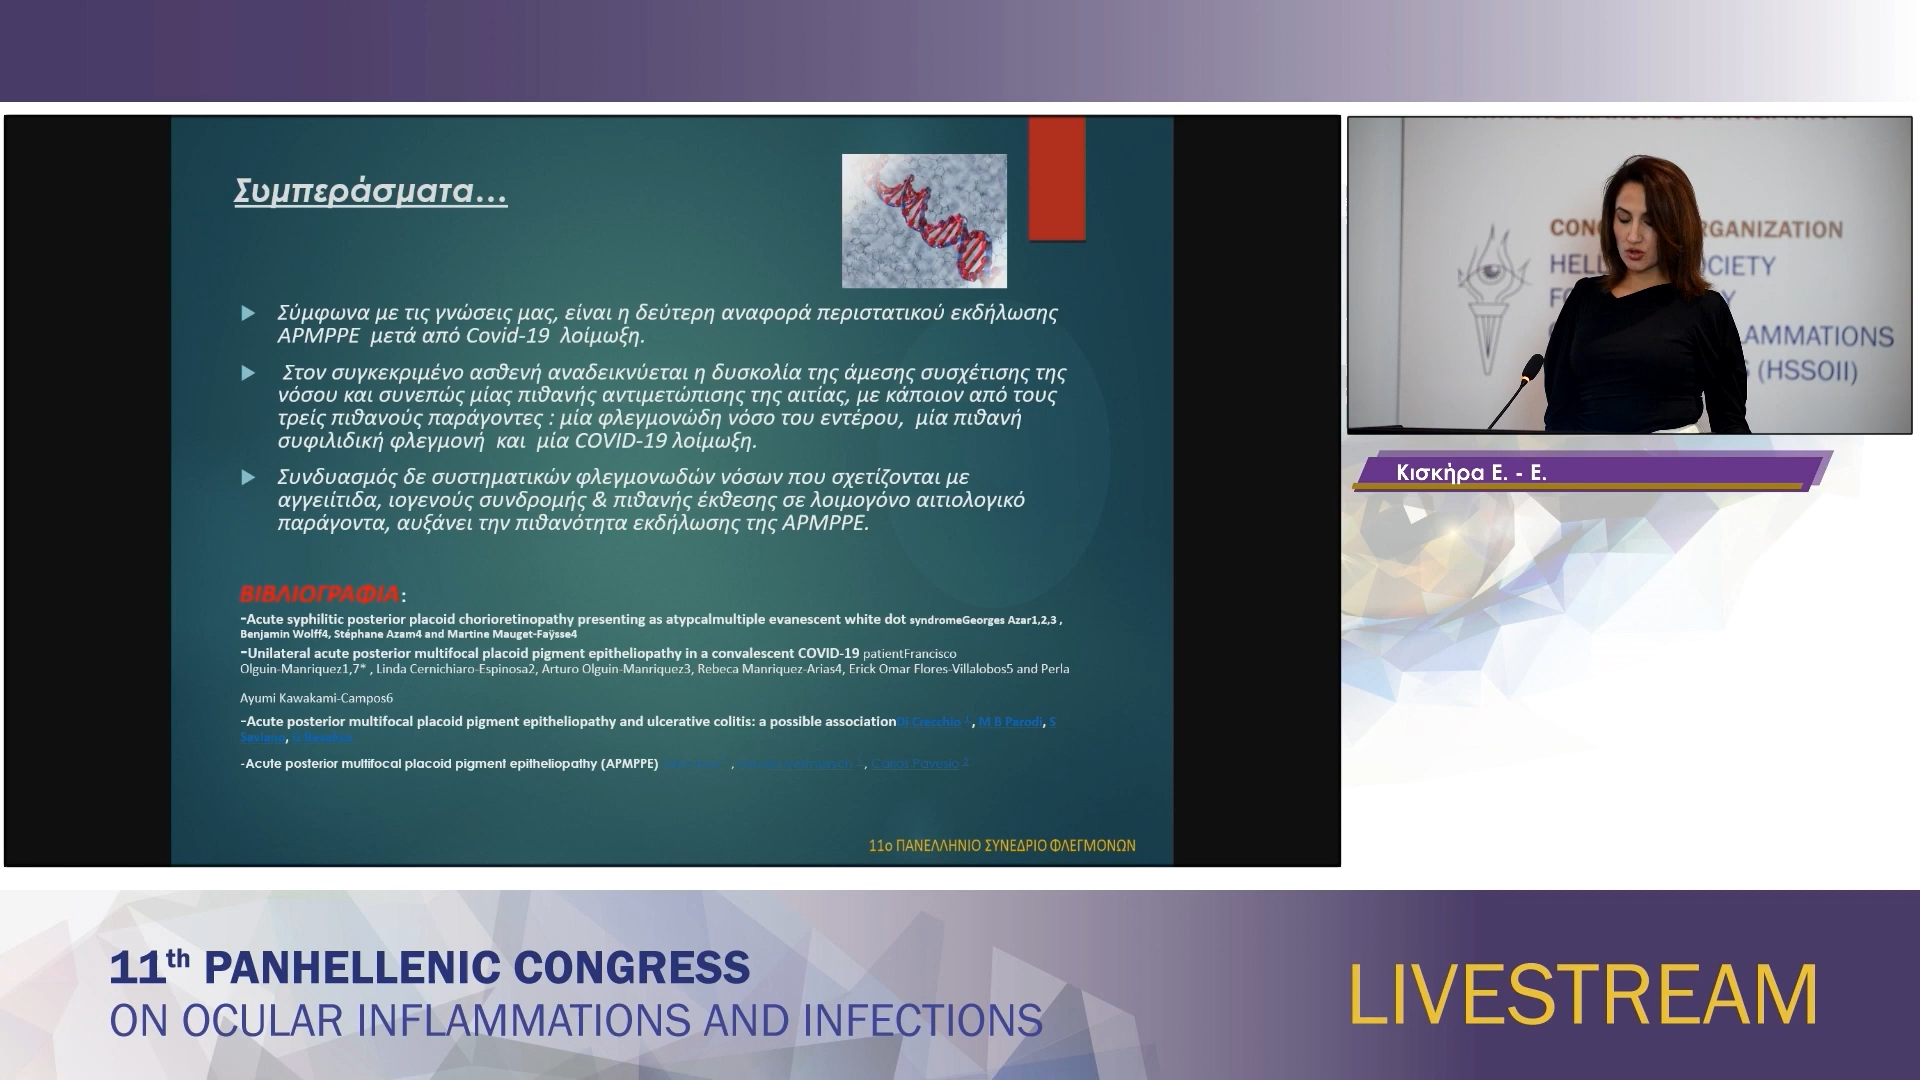 Συμπεράσματα...
Σύμφωνα με τις γνώσεις μας, είναι η δεύτερη αναφορά περιστατικού εκδήλωσης
APMPPE μετά από Covid-19 λοίμωξη.
Στον συγκεκριμένο ασθενή αναδεικνύεται η δυσκολία της άμεσης συσχέτισης της
νόσου και συνεπώς μίας πιθανής αντιμετώπισης της αιτίας, με κάποιον από τους
τρείς πιθανούς παράγοντες : μία φλεγμονώδη νόσο του εντέρου, μία πιθανή
συφιλιδική φλεγμονή και μία COVID-19 λοίμωξη.
Συνδυασμός δε συστηματικών φλεγμονωδών νόσων που σχετίζονται με
αγγειίτιδα, ιογενούς συνδρομής & πιθανής έκθεσης σε λοιμογόνο αιτιολογικό
παράγοντα, αυξάνει την πιθανότητα εκδήλωσης της APMPPE.
ΒΙΒΛΙΟΓΡΑΦΙΑ:
-Acute syphilitic posterior placoid chorioretinopathy presenting as atypcalmultiple evanescent white dot syndromeGeorges Azar1,2,3 ,
Benjamin Wolff4, Stéphane Azam4 and Martine Mauget-Faÿsse4
-Unilateral acute posterior multifocal placoid pigment epitheliopathy in a convalescent COVID-19 patientFrancisco
Olguin-Manriquez1,7* , Linda Cernichiaro-Espinosa2, Arturo Olguin-Manriquez3, Rebeca Manriquez-Arias4, Erick Omar Flores-Villalobos5 and Perla
Ayumi Kawakami-Campos6
-Acute posterior multifocal placoid pigment epitheliopathy and ulcerative colitis: a possible association Di Crecchio 1, M B Parodi, S
Saviano,
-Acute posterior multifocal placoid pigment epitheliopathy (APMPPE) , , Carlos Pavesio
11ο ΠΑΝΕΛΛΗΝΙΟ ΣΥΝΕΔΡΙΟ ΦΛΕΓΜΟΝΩΝ
RGANIZATION
HELL CIETY
AMMATIONS
(HSSOII)
Κισκήρα Ε. - Ε.
11th PANHELLENIC CONGRESS
ON OCULAR INFLAMMATIONS AND INFECTIONS
LIVESTREAM